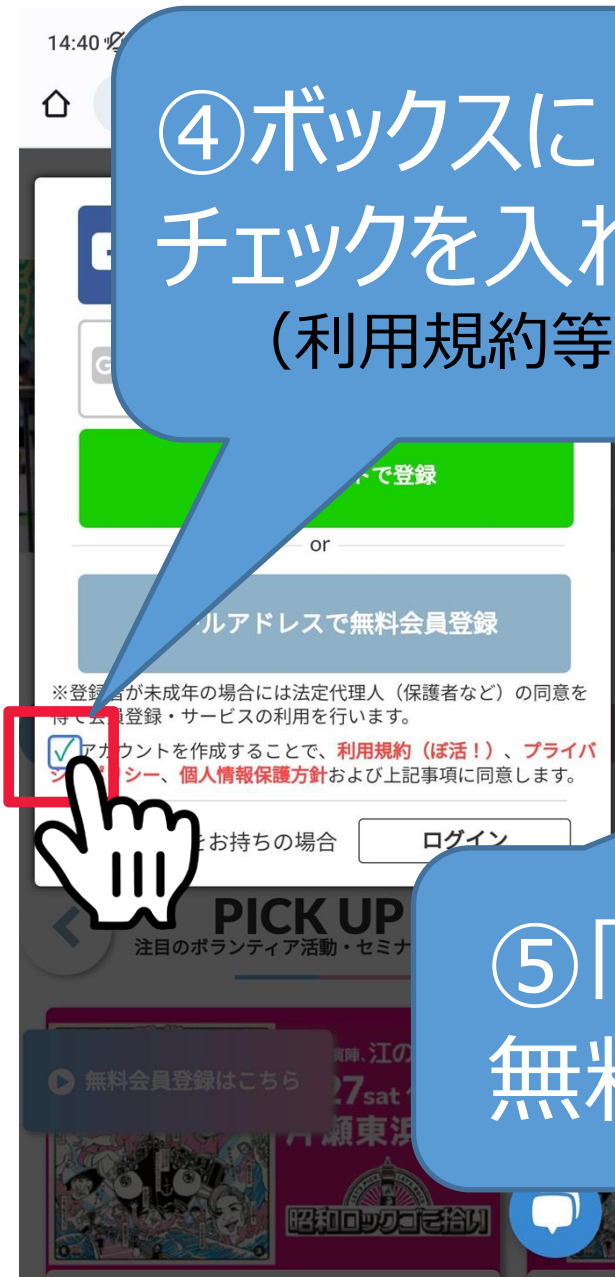 14:40
④ボックスに
チェックを入れ
（利用規約等
で登録
or
ルアドレスで無料会員登録
※登録者が未成年の場合には法定代理人（保護者など）の同意を
得て会員登録・サービスの利用を行います。
アカウントを作成することで、利用規約（ぼ活！）、プライバ
シーポリシー、個人情報保護方針および上記事項に同意します。
をお持ちの場合
ログイン
PICK UP
注目のボランティア活動・セミナ
無料会員登録はこちら
江の
27sat
瀬東浜
昭和ロックゴミ拾い
⑤「
無料